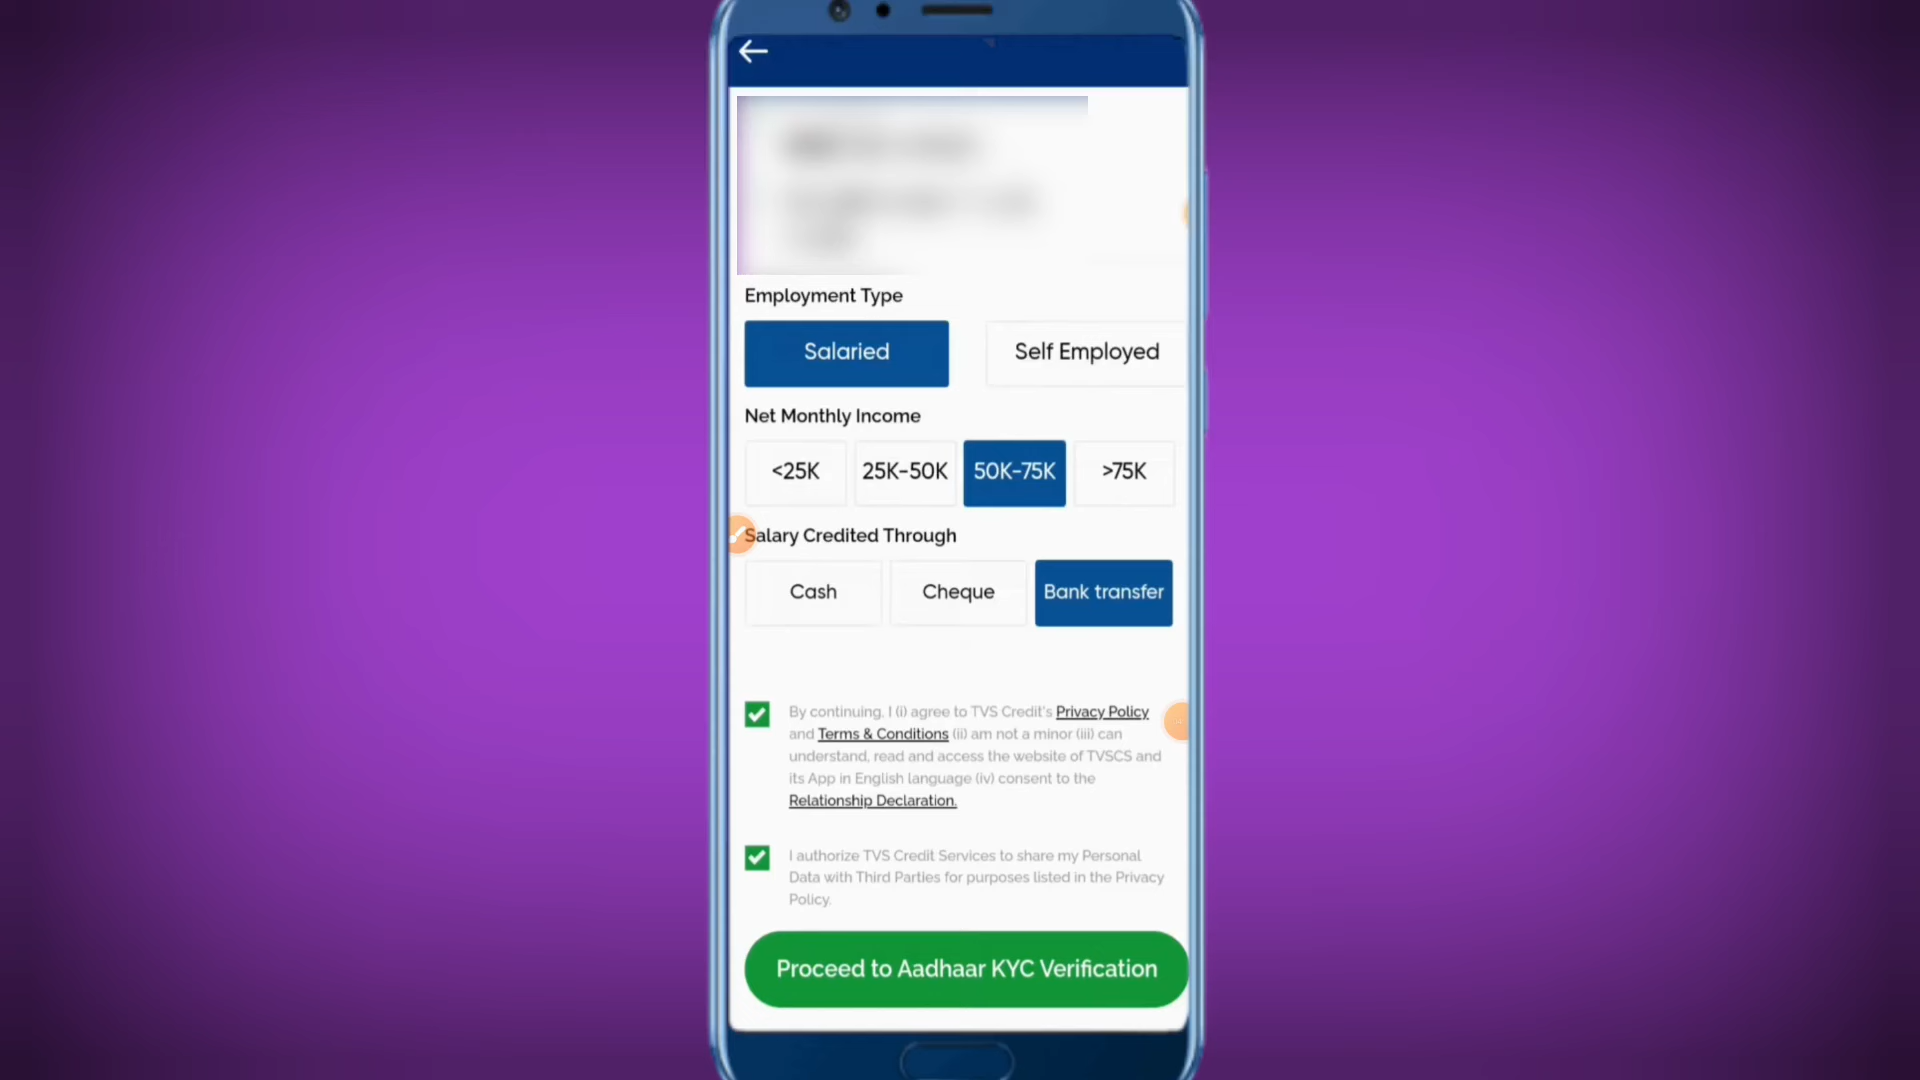 Employment Type
Salaried
Self Employed
Net Monthly Income
<25K
25K-50K
50K-75K
>75K
Salary Credited Through
Cash
Cheque
Bank transfer
By continuing, I (i) agree to TVS Credit's Privacy Policy
and Terms & Conditions (ii) am not a minor (iii) can
understand, read and access the website of TVSCS and
its App in English language (iv) consent to the
Relationship Declaration.
I authorize TVS Credit Services to share my Personal
Data with Third Parties for purposes listed in the Privacy
Policy.
Proceed to Aadhaar KYC Verification